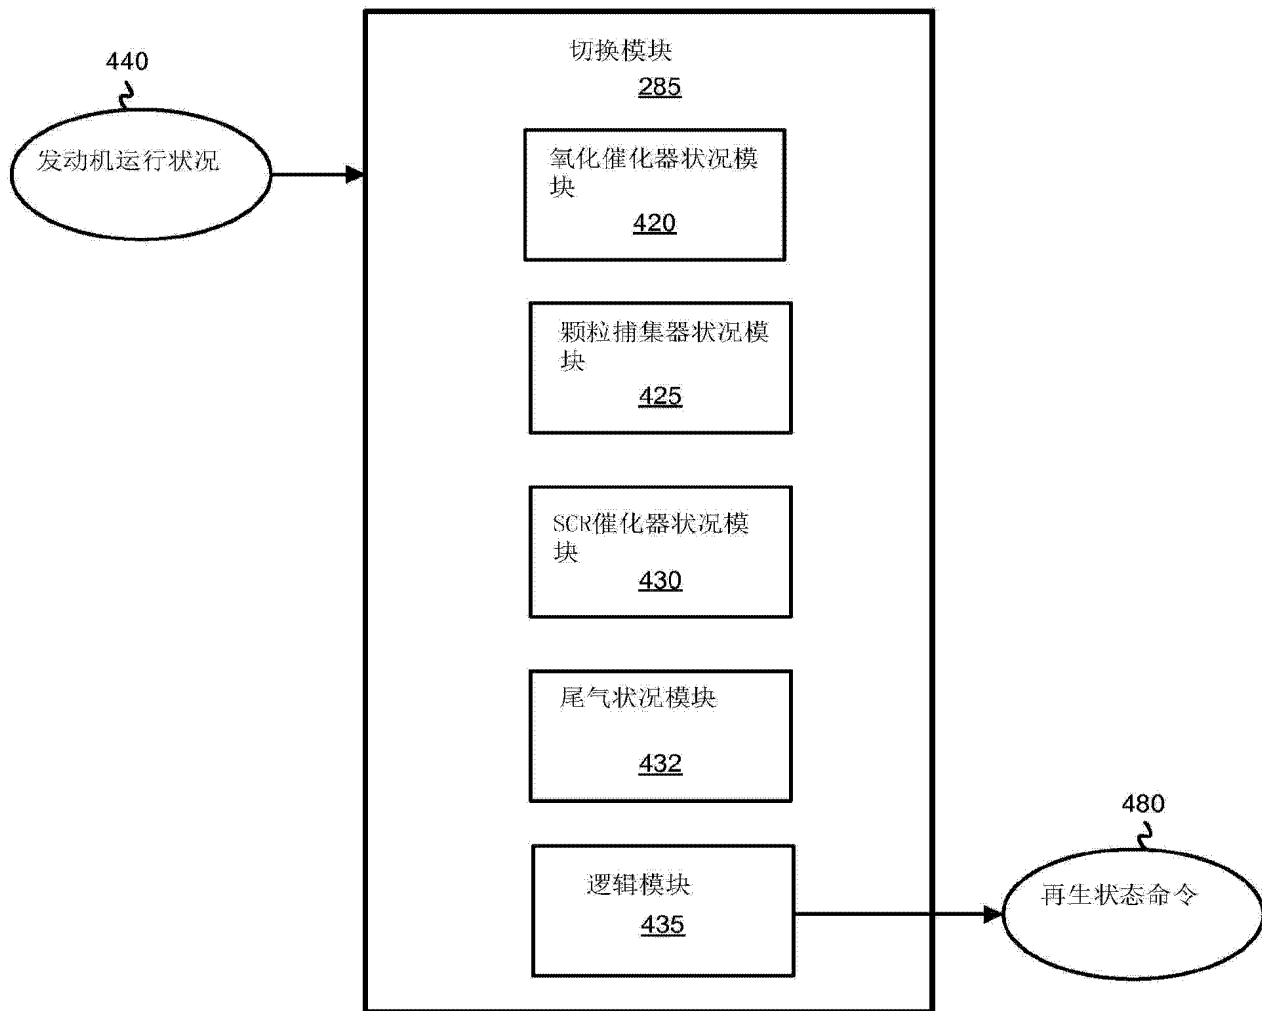 切换模块
285
440
发动机运行状况
氧化催化器状况模
块
420
颗粒捕集器状况模
块
425
SCR催化器状况模
块
430
尾气状况模块
432
逻辑模块
435
480
再生状态命令